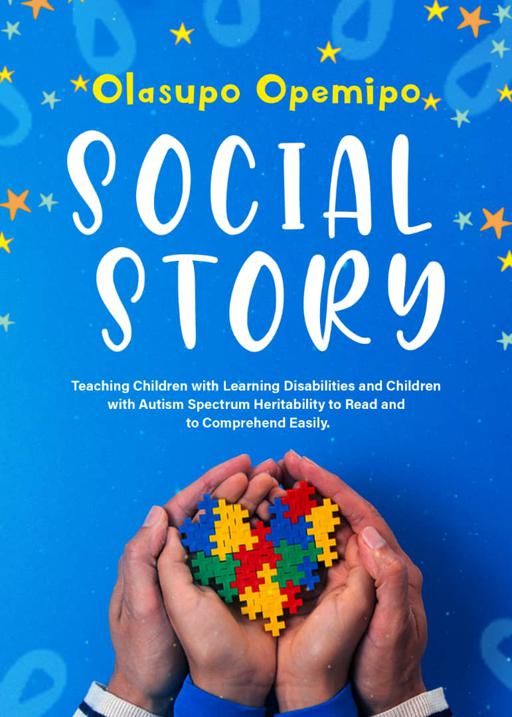 Olasupo Opemipo
SOCIAL
STORY
Teaching Children with Learning Disabilities and Children
with Autism Spectrum Heritability to Read and
to Comprehend Easily.